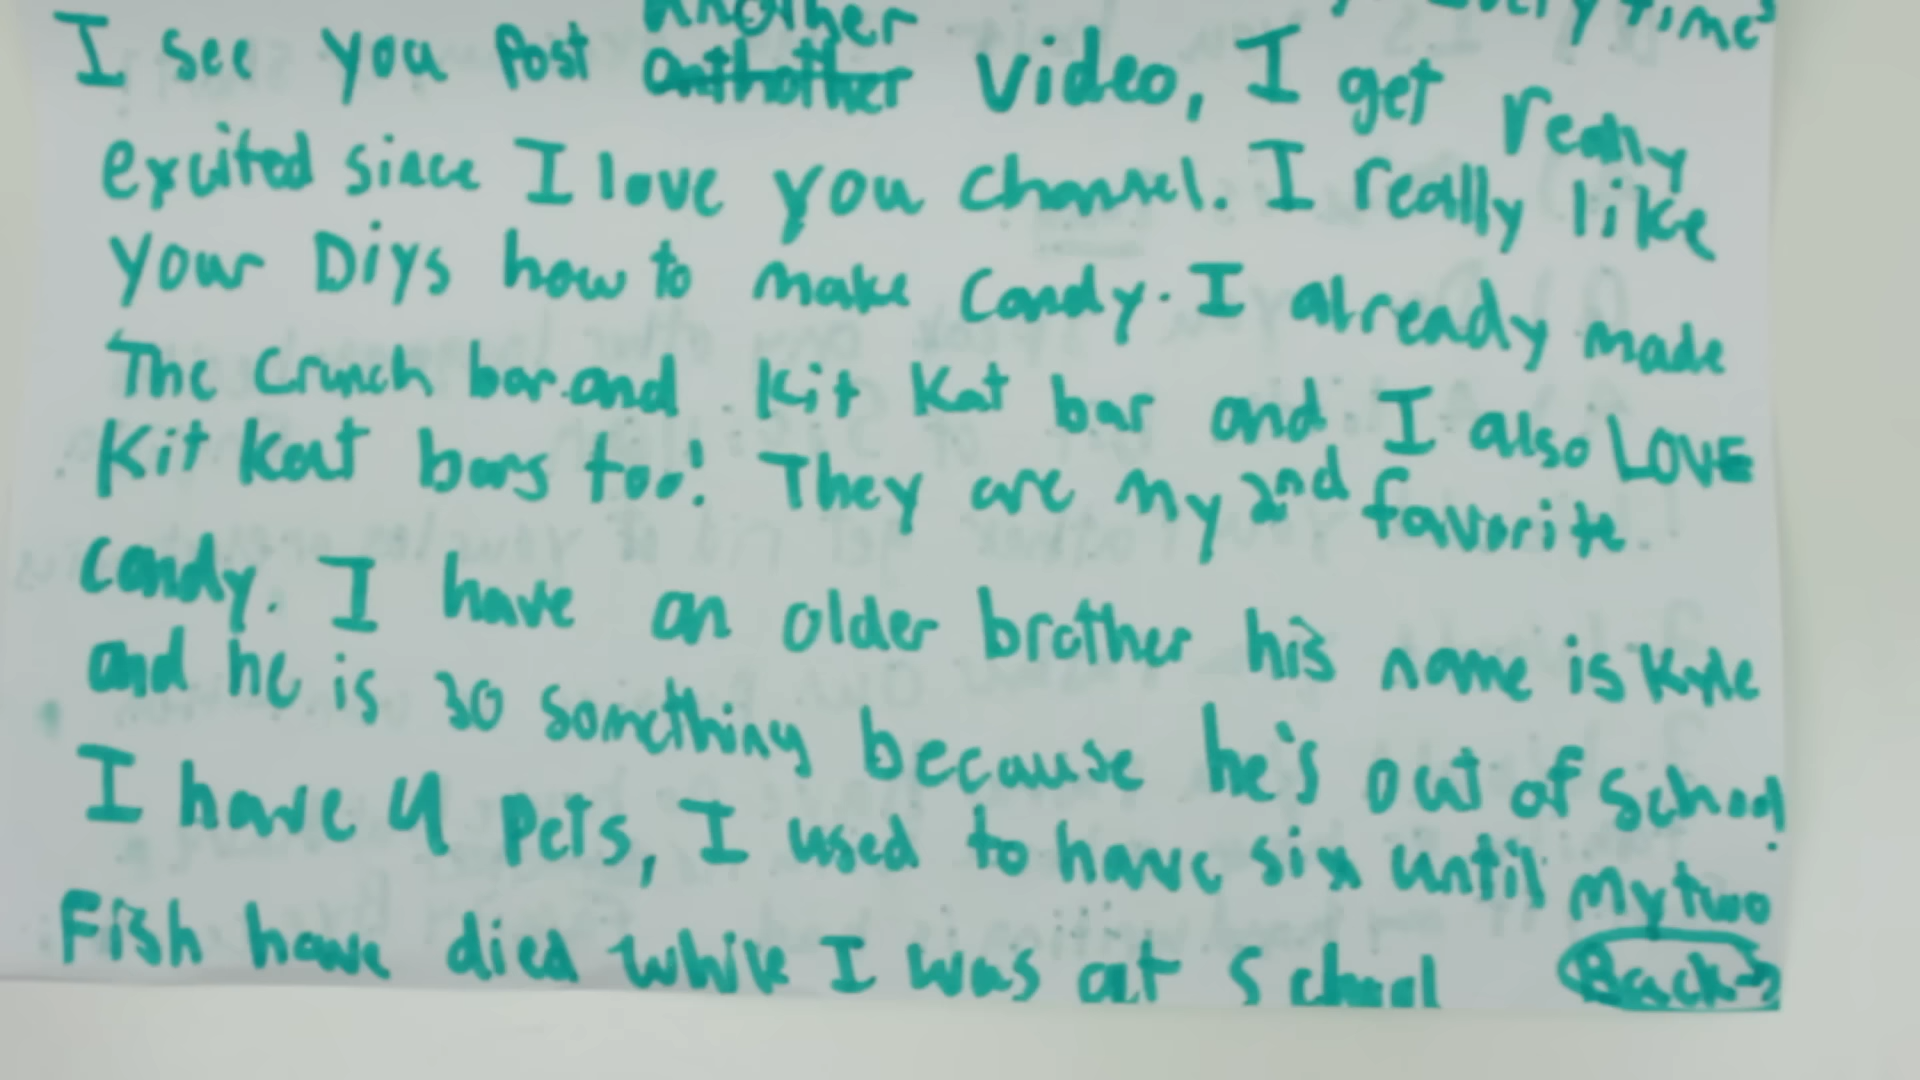 every time
I see you Post another video, I get really
excited since I love you channel. I really like
your Diys how to make candy. I already made
The Crunch bar and Kit Kat bar and I also LOVE
Kit Kat bars too! They are my 2nd favorite
candy. I have an older brother his name is Kyle
and he is 30 something because he's out of school.
I have 4 pets, I used to have six until my two
Fish have died while I was at school
Back→